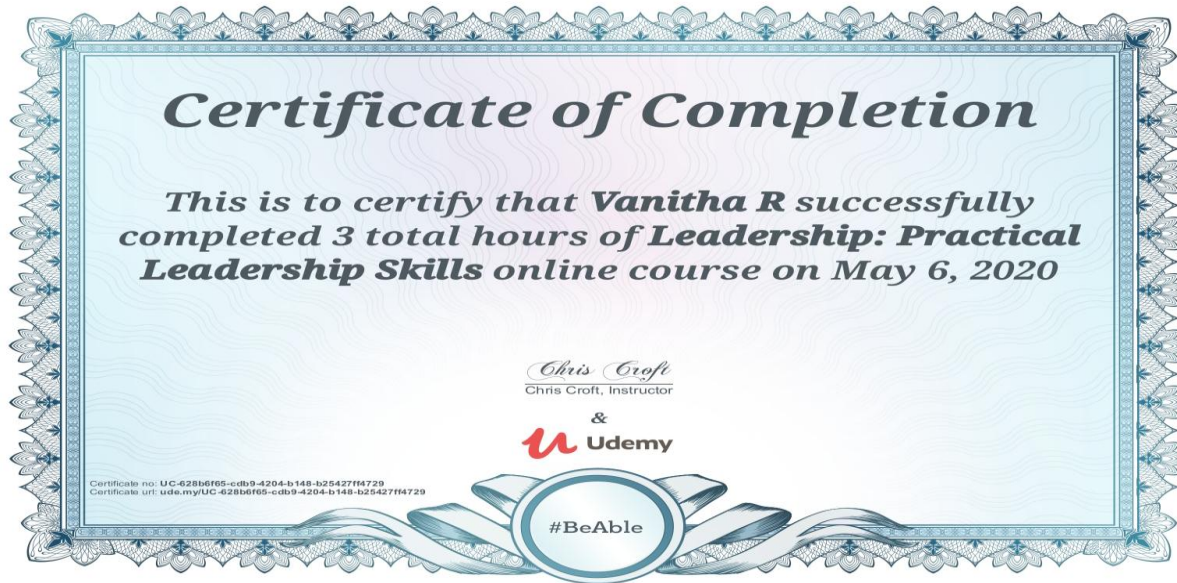 Certificate of Completion
This is to certify that Vanitha R successfully
completed 3 total hours of Leadership: Practical
Leadership Skills online course on May 6, 2020
Chris Croft
Chris Croft, Instructor
&
Udemy
Certificate no: UC-628b6f65-cdb9-4204-b148-b25427ff4729
Certificate url: ude.my/UC-628b6f65-cdb9-4204-b148-b25427ff4729
#BeAble